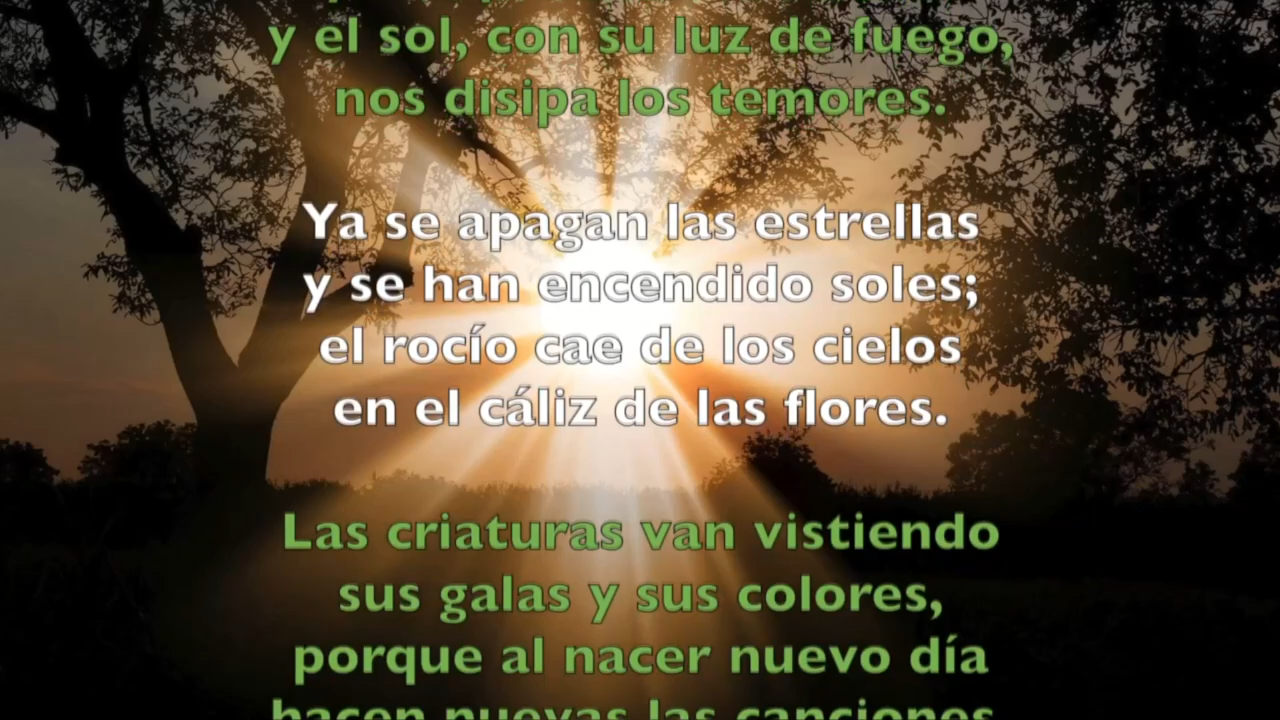 y el sol, con su luz de fuego,
nos disipa los temores.
Ya se apagan las estrellas
y se han encendido soles;
el rocío cae de los cielos
en el cáliz de las flores.
Las criaturas van vistiendo
sus galas y sus colores,
porque al nacer nuevo día
hacen nuevas las canciones